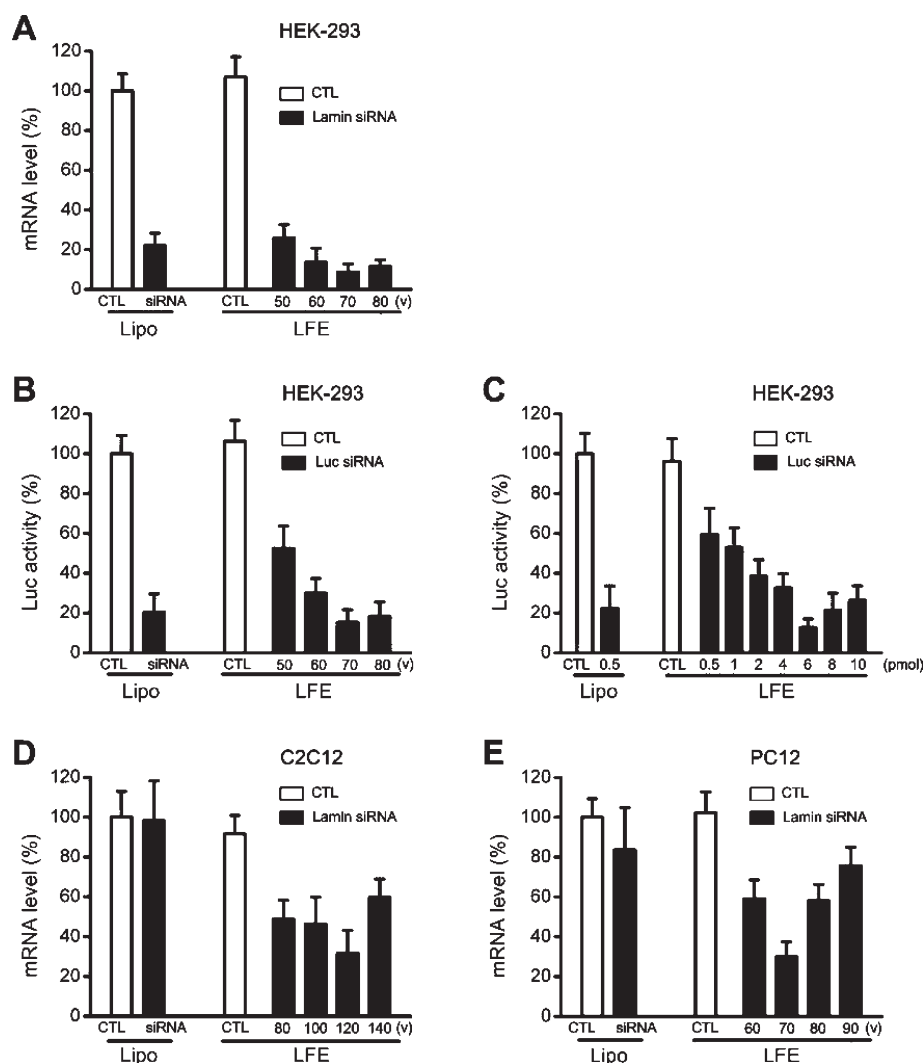 A
HEK-293
120
100
80
60
40
20
0
mRNA level (%)
CTL
Lamin siRNA
CTL siRNA CTL 50 60 70 80 (v)
Lipo LFE
B
HEK-293
120
100
80
60
40
20
0
Luc activity (%)
CTL
Luc siRNA
CTL siRNA CTL 50 60 70 80 (v)
Lipo LFE
C
HEK-293
120
100
80
60
40
20
0
Luc activity (%)
CTL
Luc siRNA
CTL 0.5 CTL 0.5 1 2 4 6 8 10 (pmol)
Lipo LFE
D
C2C12
120
100
80
60
40
20
0
mRNA level (%)
CTL
Lamin siRNA
CTL siRNA CTL 80 100 120 140 (v)
Lipo LFE
E
PC12
120
100
80
60
40
20
0
mRNA level (%)
CTL
Lamin siRNA
CTL siRNA CTL 60 70 80 90 (v)
Lipo LFE